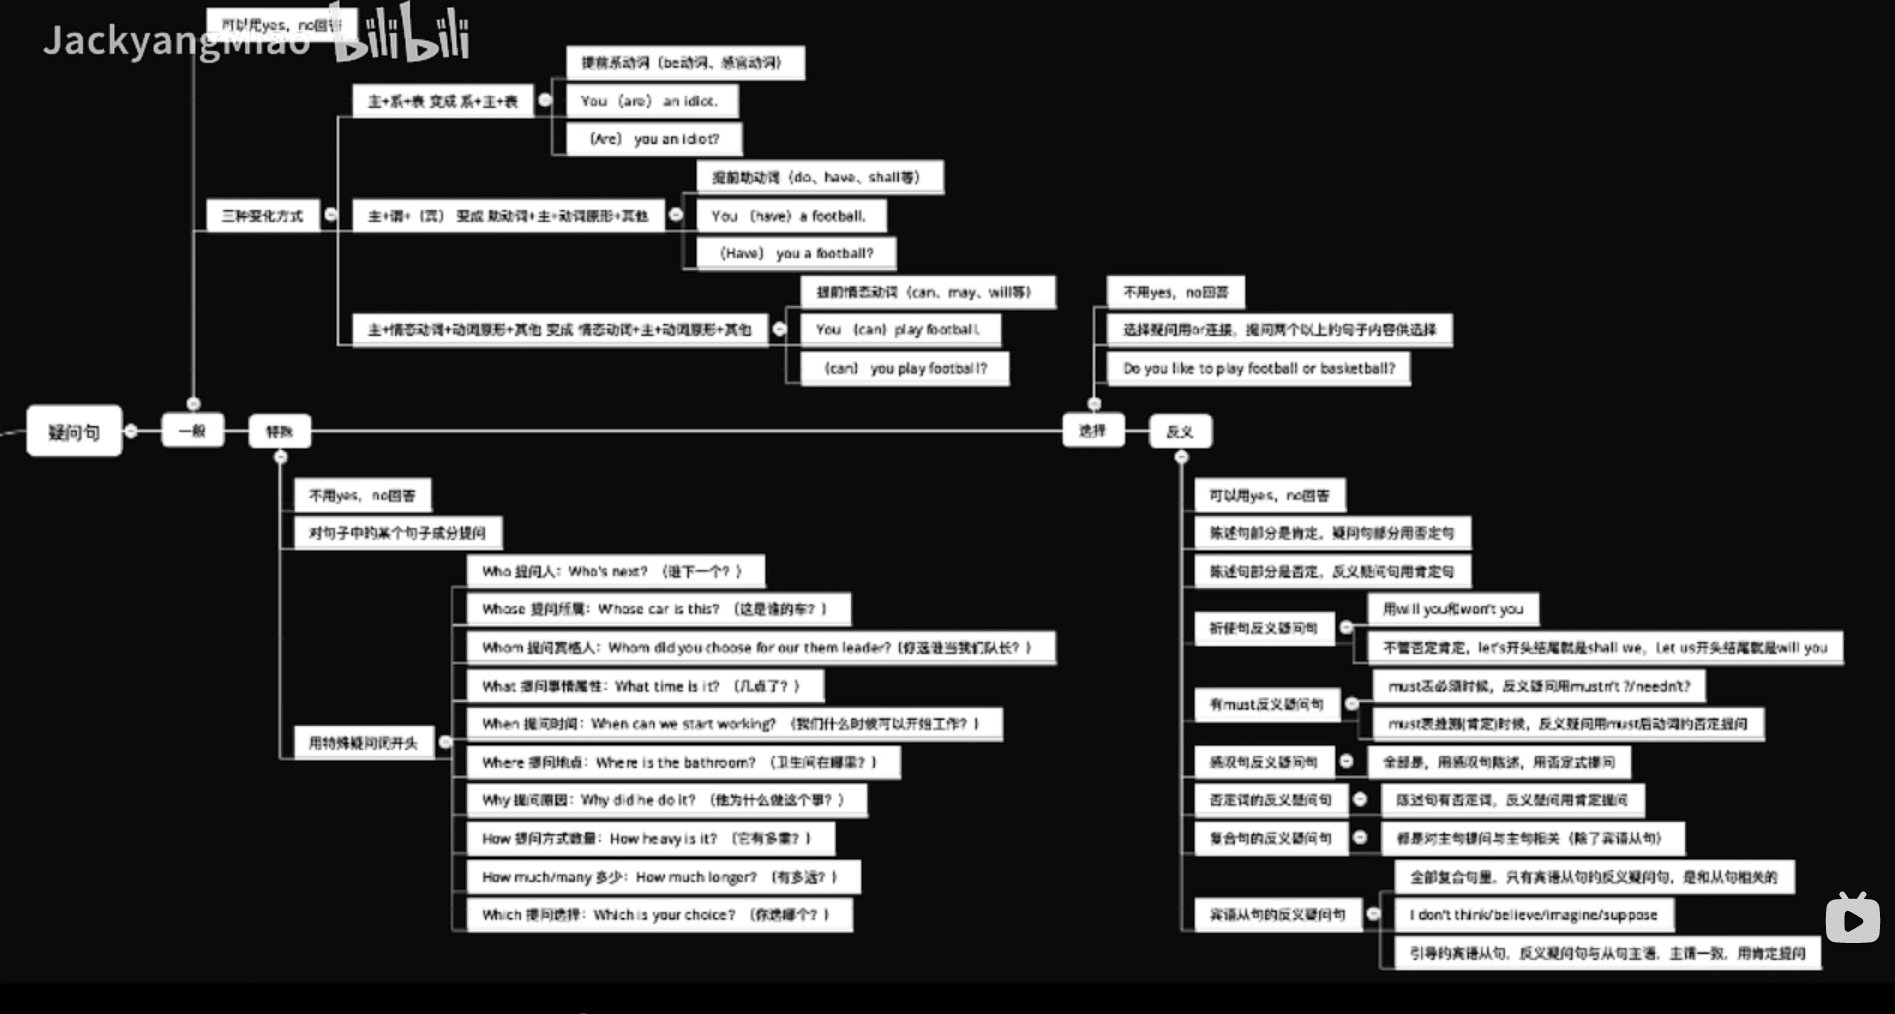 JackyangMiao bilibili
可以用yes，no回答
提前系动词（be动词、感官动词）
主+系+表 变成 系+主+表
You （are） an idiot.
（Are） you an idiot?
提前助动词（do、have、shall等）
三种变化方式
主+谓+（宾） 变成 助动词+主+动词原形+其他
You （have）a football.
（Have） you a football?
提前情态动词（can、may、will等）
主+情态动词+动词原形+其他 变成 情态动词+主+动词原形+其他
You （can）play football.
（can） you play football?
不用yes，no回答
选择疑问用or连接，提问两个以上的句子内容供选择
Do you like to play football or basketball?
疑问句
一般
特殊
选择
反义
不用yes，no回答
对句子中的某个句子成分提问
用特殊疑问词开头
Who 提问人：Who's next？（谁下一个？）
Whose 提问所属：Whose car is this？（这是谁的车？）
Whom 提问宾格人：Whom did you choose for our them leader?（你选谁当我们队长？）
What 提问事情属性：What time is it？（几点了？）
When 提问时间：When can we start working？（我们什么时候可以开始工作？）
Where 提问地点：Where is the bathroom？（卫生间在哪里？）
Why 提问原因：Why did he do it？（他为什么做这个事？）
How 提问方式数量：How heavy is it？（它有多重？）
How much/many 多少：How much longer？（有多远？）
Which 提问选择：Which is your choice？（你选哪个？）
可以用yes，no回答
陈述句部分是肯定，疑问句部分用否定句
陈述句部分是否定，反义疑问句用肯定句
祈使句反义疑问句
用will you和won't you
不管否定肯定，let's开头结尾就是shall we，Let us开头结尾就是will you
有must反义疑问句
must表必须时候，反义疑问用mustn't ?/needn't?
must表推测(肯定)时候，反义疑问用must后动词的否定提问
感叹句反义疑问句
全部是，用感叹句陈述，用否定式提问
否定词的反义疑问句
陈述句有否定词，反义疑问用肯定提问
复合句的反义疑问句
都是对主句提问与主句相关（除了宾语从句）
宾语从句的反义疑问句
全部复合句里，只有宾语从句的反义疑问句，是和从句相关的
I don't think/believe/imagine/suppose
引导的宾语从句，反义疑问句与从句主语，主谓一致，用肯定提问